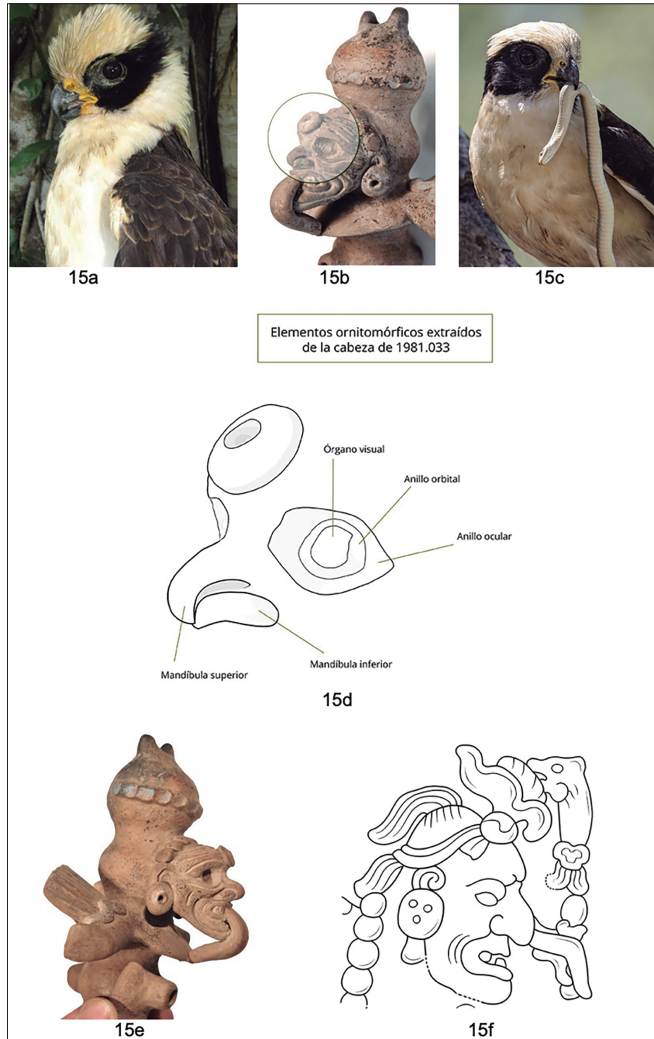 15a
15b
15c
Elementos ornitomórficos extraídos
de la cabeza de 1981.033
Órgano visual
Anillo orbital
Anillo ocular
Mandíbula superior
Mandíbula inferior
15d
15e
15f